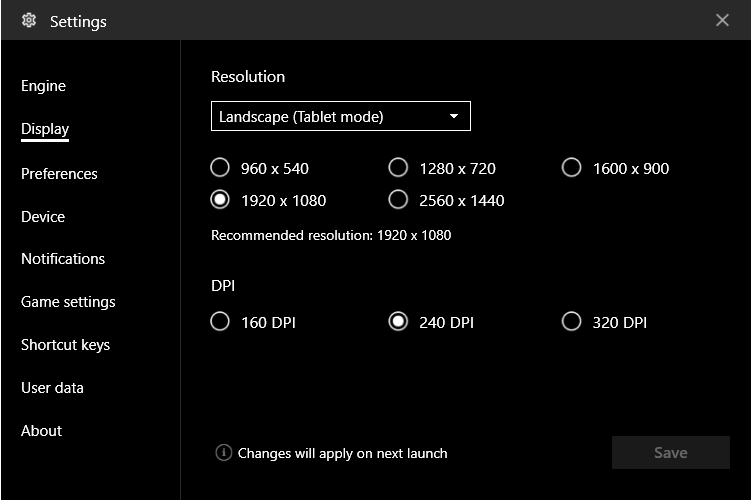 Settings
Engine
Display
Preferences
Device
Notifications
Game settings
Shortcut keys
User data
About
Resolution
Landscape (Tablet mode)
960 x 540 1280 x 720 1600 x 900
1920 x 1080 2560 x 1440
Recommended resolution: 1920 x 1080
DPI
160 DPI 240 DPI 320 DPI
Changes will apply on next launch
Save